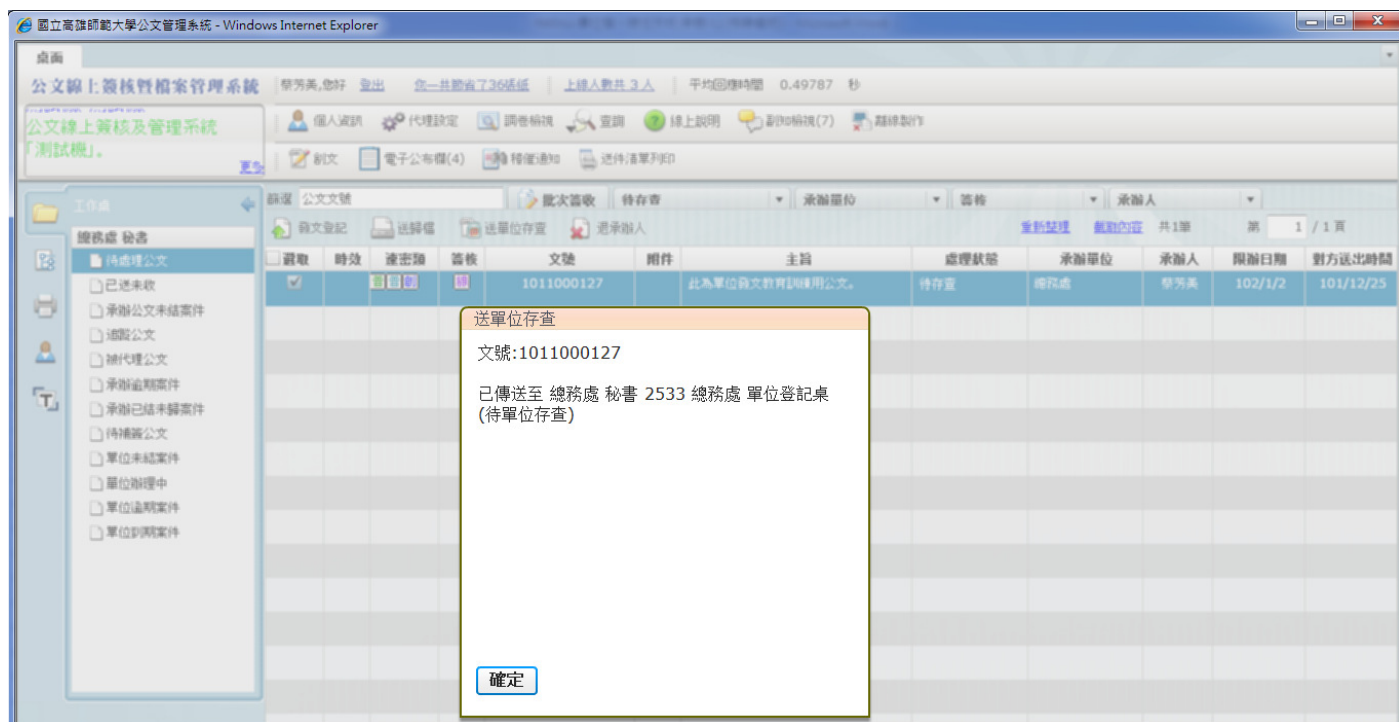 國立高雄師範大學公文管理系統 - Windows Internet Explorer
桌面
公文線上簽核暨檔案管理系統 蔡芳美,您好 登出 您一共節省了736張紙 上線人數共 3 人 平均回應時間 0.49787 秒
公文線上簽核及管理系統
「測試機」。
更多
個人資訊 代理設定 調卷檢視 查詢 線上說明 副知檢視(7) 離線製作
創文 電子公布欄(4) 稽催通知 送件清單列印
工作桌
總務處 秘書
待處理公文
已送未收
承辦公文未結案件
追蹤公文
被代理公文
承辦逾期案件
承辦已結未歸案件
待補簽公文
單位未結案件
單位辦理中
單位逾期案件
單位到期案件
篩選 公文文號 批次簽收 待存查 承辦單位 簽核 承辦人
發文登記 送歸檔 送單位存查 退承辦人 重新整理 截取內容 共1筆 第 1 / 1 頁
選取 時效 速密類 簽核 文號 附件 主旨 處理狀態 承辦單位 承辦人 限辦日期 對方送出時間
普 普 創 線 1011000127 此為單位發文教育訓練用公文。 待存查 總務處 蔡芳美 102/1/2 101/12/25
送單位存查
文號:1011000127
已傳送至 總務處 秘書 2533 總務處 單位登記桌
(待單位存查)
確定